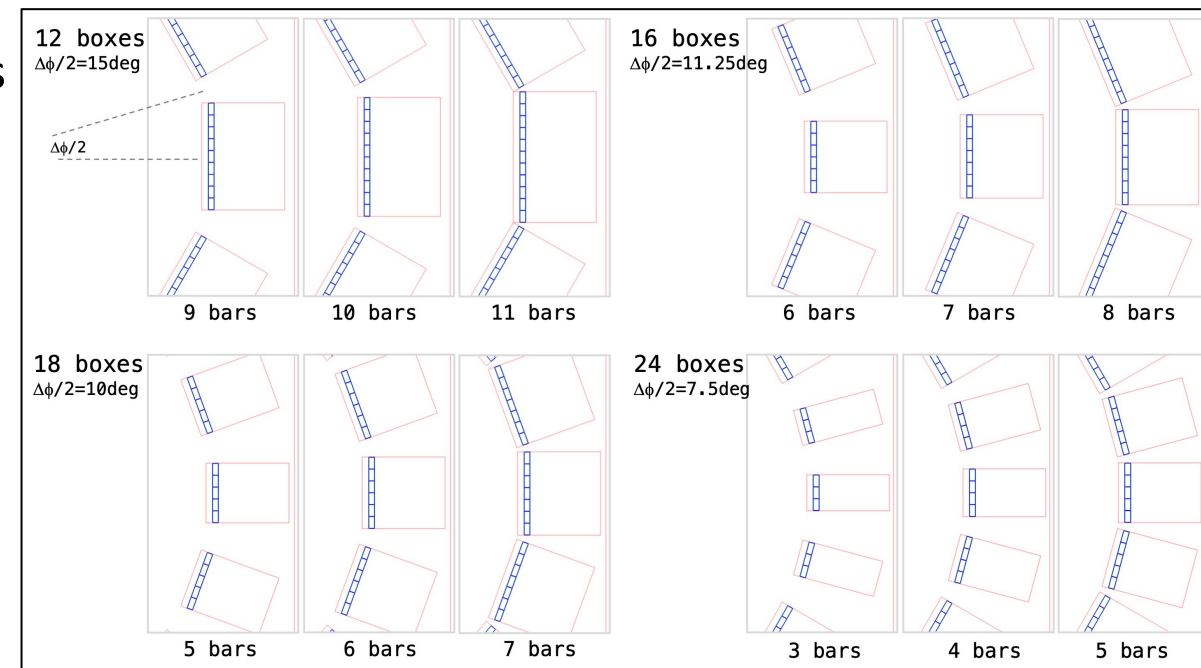 s
12 boxes
Δϕ/2=15deg
Δϕ/2
9 bars
10 bars
11 bars
16 boxes
Δϕ/2=11.25deg
6 bars
7 bars
8 bars
18 boxes
Δϕ/2=10deg
5 bars
6 bars
7 bars
24 boxes
Δϕ/2=7.5deg
3 bars
4 bars
5 bars